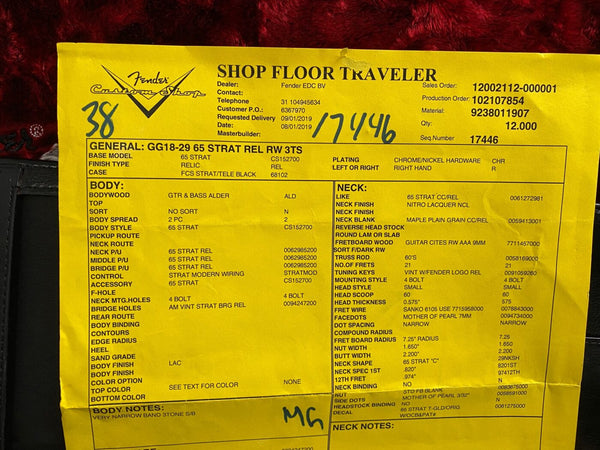 Fender
Custom Shop
SHOP FLOOR TRAVELER
Dealer: Fender EDC BV
Contact:
Telephone 31 104945634
Customer P.O.: 6367970
Requested Delivery 09/01/2019
Date: 08/01/2019
Masterbuilder:
Sales Order: 12002112-000001
Production Order: 102107854
Material: 9238011907
Qty: 12.000
Seq.Number 17446
38
17446
GENERAL: GG18-29 65 STRAT REL RW 3TS
BASE MODEL 65 STRAT CS152700 PLATING CHROME/NICKEL HARDWARE CHR
FINISH TYPE RELIC REL LEFT OR RIGHT RIGHT HAND R
CASE FCS STRAT/TELE BLACK 68102
BODY:
BODYWOOD GTR & BASS ALDER ALD
TOP
SORT NO SORT N
BODY SPREAD 2 PC 2
BODY STYLE 65 STRAT CS152700
PICKUP ROUTE
NECK ROUTE
NECK P/U 65 STRAT REL 0062985200
MIDDLE P/U 65 STRAT REL 0062985200
BRIDGE P/U 65 STRAT REL 0062985200
CONTROL STRAT MODERN WIRING STRATMOD
ACCESSORY 65 STRAT CS152700
F-HOLE
NECK MTG.HOLES 4 BOLT 4 BOLT
BRIDGE HOLES AM VINT STRAT BRG REL 0094247200
REAR ROUTE
BODY BINDING
CONTOURS
EDGE RADIUS
HEEL
SAND GRADE
BODY FINISH LAC
BODY FINISH
COLOR OPTION
TOP COLOR SEE TEXT FOR COLOR NONE
BOTTOM COLOR
BODY NOTES:
VERY NARROW BAND 3TONE S/B
MG
NECK:
LIKE 65 STRAT CC/REL 0061272981
NECK FINISH NITRO LACQUER NCL
NECK FINISH
NECK BLANK MAPLE PLAIN GRAIN CC/REL 0059413001
REVERSE HEAD STOCK
ROUND LAM OR SLAB
FRETBOARD WOOD GUITAR CITES RW AAA 9MM 7711457000
SORT F/DARK RW
TRUSS ROD 60'S 0058169000
NO.OF FRETS 21 21
TUNING KEYS VINT W/FENDER LOGO REL 0091059260
MOUNTING STYLE 4 BOLT 4 BOLT
HEAD STYLE SMALL SMALL
HEAD SCOOP 60 60
HEAD THICKNESS 0.575" 575
FRET WIRE SANKO 6105 USE 7715958000 0078843000
FACEDOTS MOTHER OF PEARL 7MM 0094734000
DOT SPACING NARROW NARROW
COMPOUND RADIUS
FRET BOARD RADIUS 7.25" RADIUS 7.25
NUT WIDTH 1.650" 1.650
BUTT WIDTH 2.200" 2.200
NECK SHAPE 65 STRAT "C" 29NKSH
NECK SPEC 1ST .820" 8201ST
12TH FRET .974" 97412TH
NECK BINDING NO N
NUT STD FB BLANK
SIDE DOTS MOTHER OF PEARL 3/32" 0058591000
HEADSTOCK BINDING NO N
DECAL 66 STRAT T-GLD/ORIG 0061275000
W/OCB&PAT#
NECK NOTES: